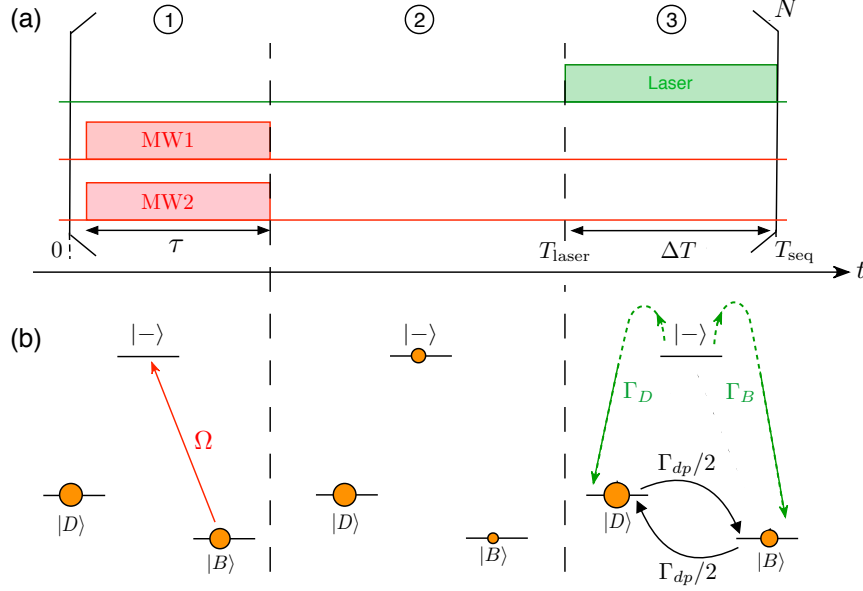 (a) ① ② ③ N
Laser
MW1
MW2
0 τ T_laser ΔT T_seq
t
(b) |−⟩ |−⟩ |−⟩
Γ_D Γ_B
Ω
Γ_dp/2
|D⟩ |D⟩ |D⟩
|B⟩ |B⟩ |B⟩
Γ_dp/2